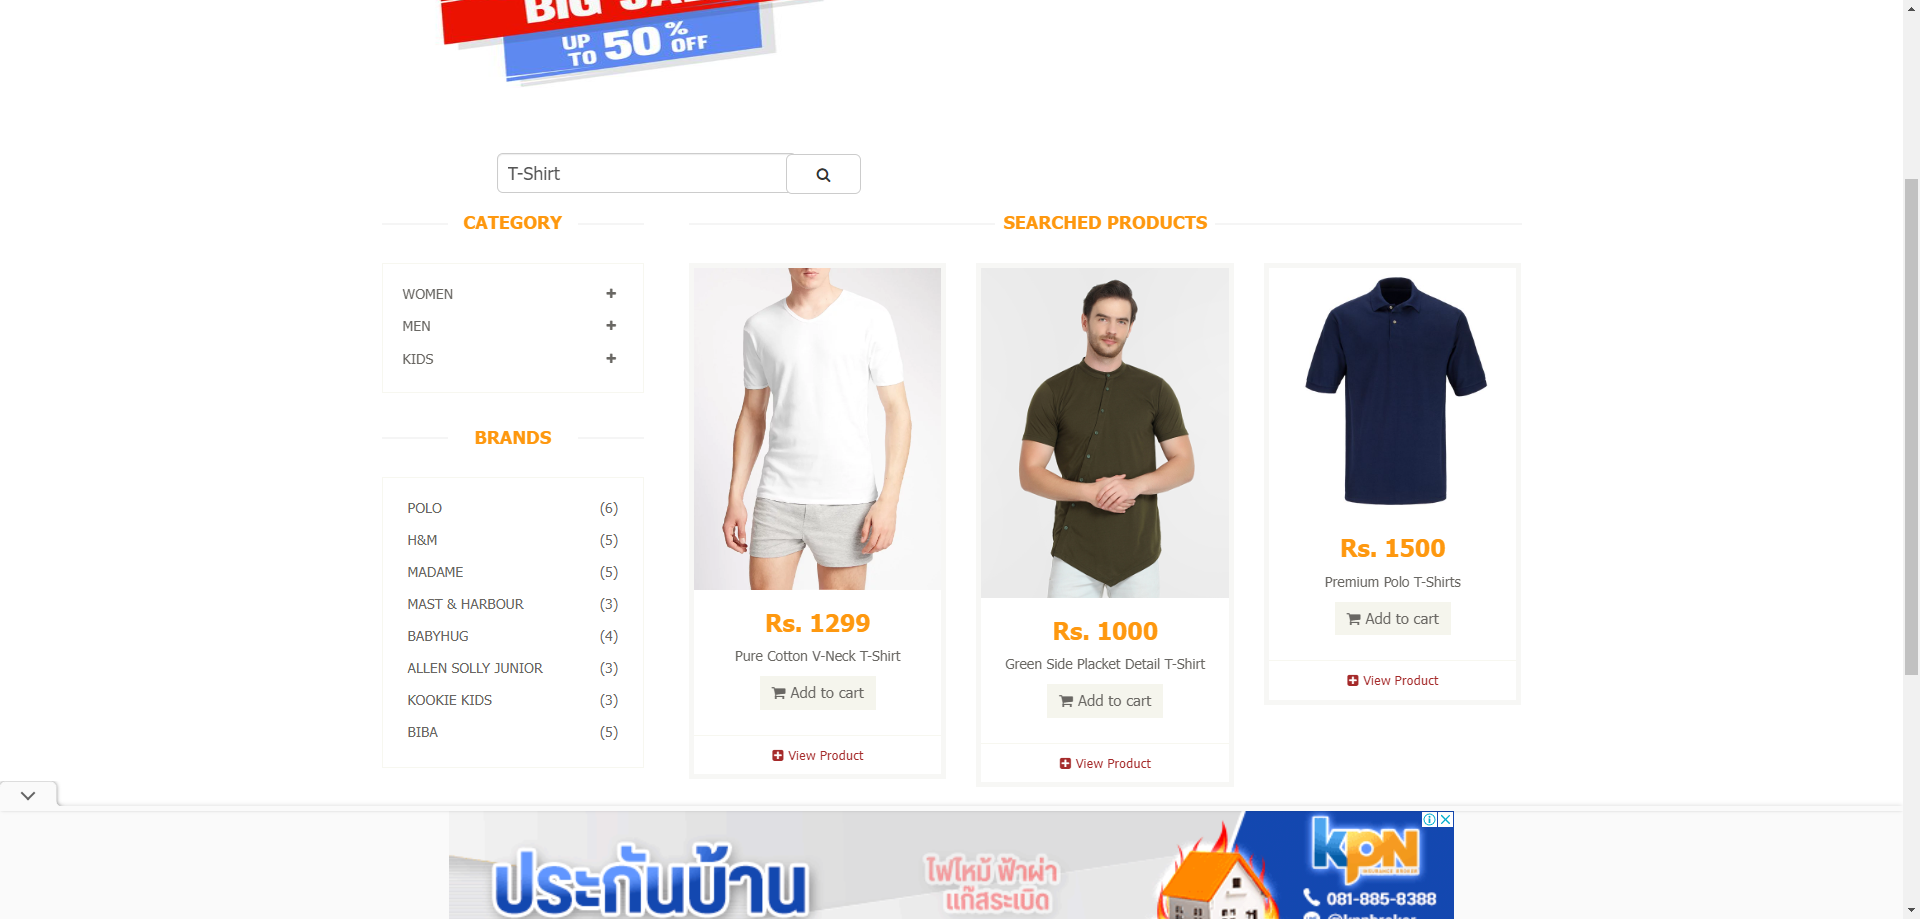 BIG SALE
UP TO 50% OFF
T-Shirt
CATEGORY
WOMEN
MEN
KIDS
BRANDS
POLO (6)
H&M (5)
MADAME (5)
MAST & HARBOUR (3)
BABYHUG (4)
ALLEN SOLLY JUNIOR (3)
KOOKIE KIDS (3)
BIBA (5)
SEARCHED PRODUCTS
Rs. 1299
Pure Cotton V-Neck T-Shirt
Add to cart
View Product
Rs. 1000
Green Side Placket Detail T-Shirt
Add to cart
View Product
Rs. 1500
Premium Polo T-Shirts
Add to cart
View Product
ประกันบ้าน
ไฟไหม้ ฟ้าผ่า
แก๊สระเบิด
KPN
INSURANCE BROKER
081-885-8388
@kpnbroker